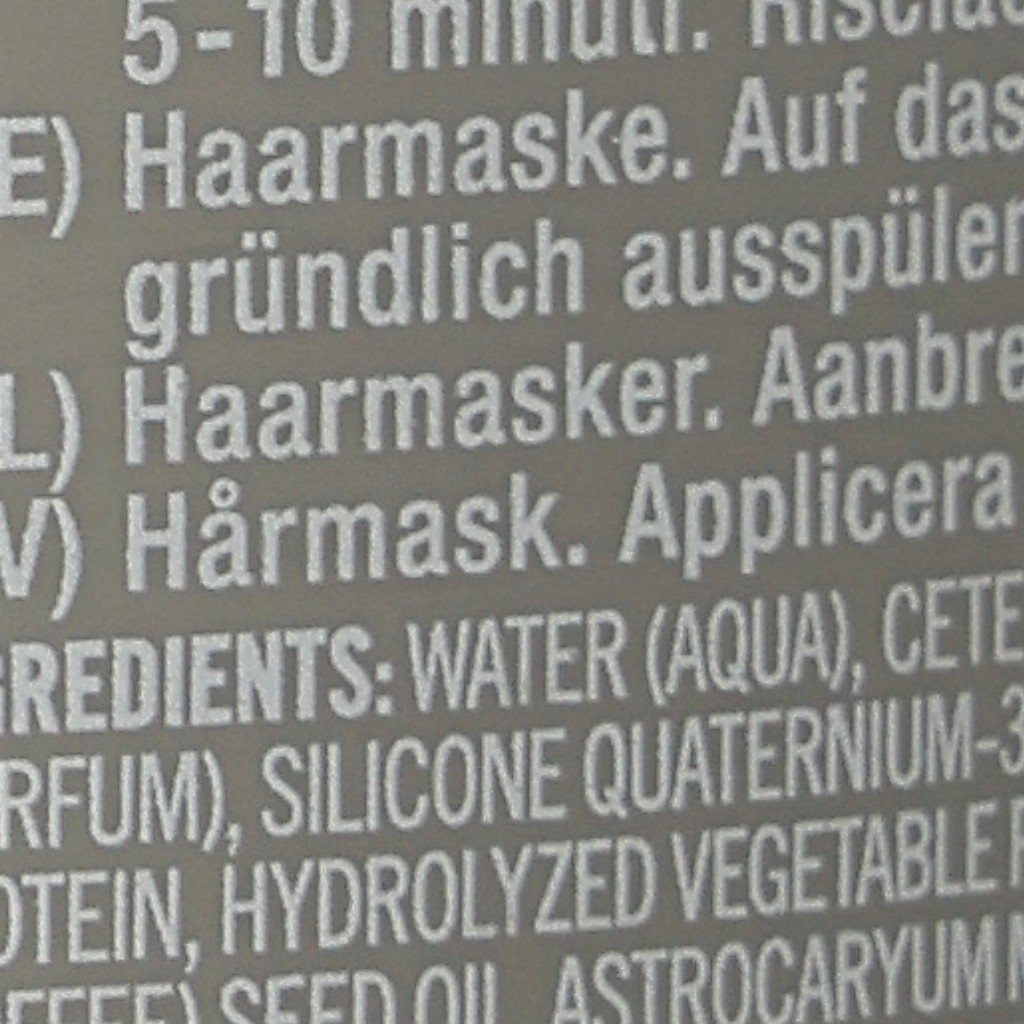 5-10 minuti.
E) Haarmaske. Auf das
gründlich ausspülen
L) Haarmasker. Aanbre
V) Hårmask. Applicera
GREDIENTS: WATER (AQUA), CETE
RFUM), SILICONE QUATERNIUM-3
OTEIN, HYDROLYZED VEGETABLE P
SEED OIL, ASTROCARYUM M